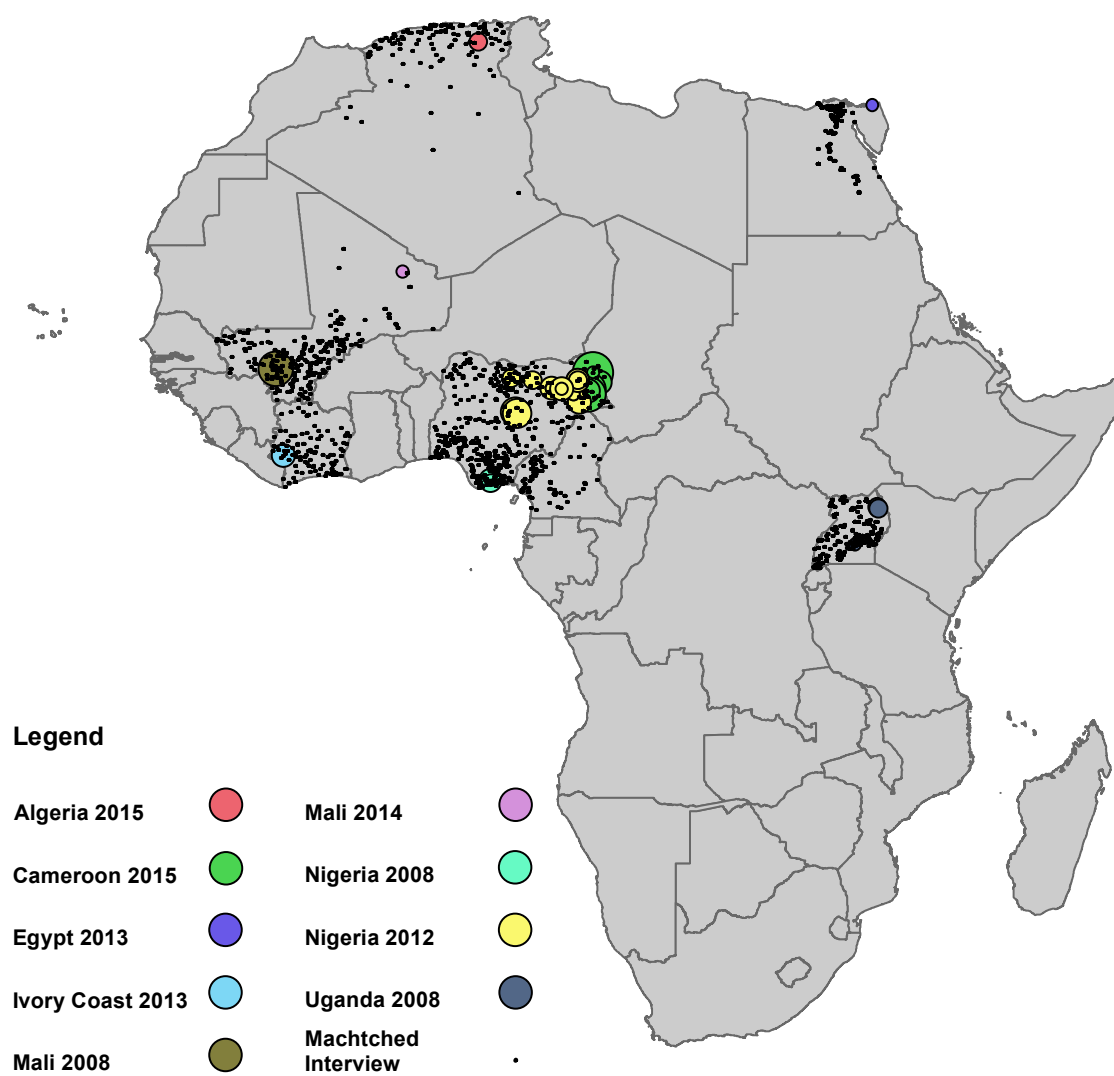 Legend
Algeria 2015
Mali 2014
Cameroon 2015
Nigeria 2008
Egypt 2013
Nigeria 2012
Ivory Coast 2013
Uganda 2008
Mali 2008
Machtched
Interview